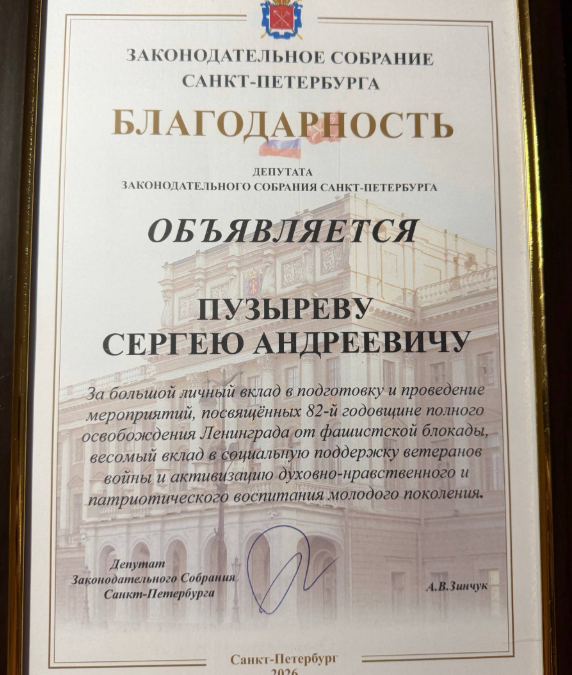 ЗАКОНОДАТЕЛЬНОЕ СОБРАНИЕ
САНКТ-ПЕТЕРБУРГА
БЛАГОДАРНОСТЬ
ДЕПУТАТА
ЗАКОНОДАТЕЛЬНОГО СОБРАНИЯ САНКТ-ПЕТЕРБУРГА
ОБЪЯВЛЯЕТСЯ
ПУЗЫРЕВУ
СЕРГЕЮ АНДРЕЕВИЧУ
За большой личный вклад в подготовку и проведение
мероприятий, посвящённых 82-й годовщине полного
освобождения Ленинграда от фашистской блокады,
весомый вклад в социальную поддержку ветеранов
войны и активизацию духовно-нравственного и
патриотического воспитания молодого поколения.
Депутат
Законодательного Собрания
Санкт-Петербурга
А.В.Зинчук
Санкт-Петербург
2026